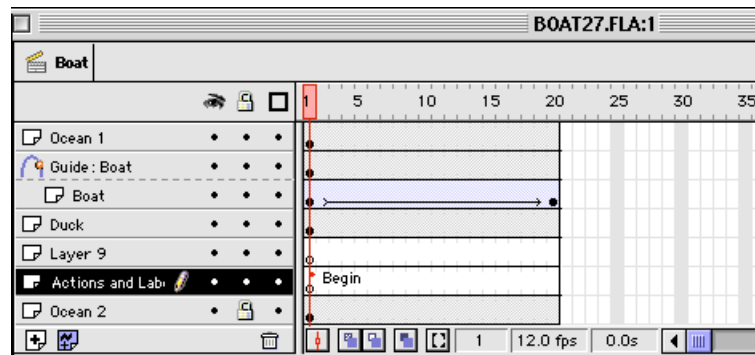 BOAT27.FLA:1
Boat
1 5 10 15 20 25 30 35
Ocean 1
Guide: Boat
Boat
Duck
Layer 9
Actions and Lab
Begin
Ocean 2
1 12.0 fps 0.0s